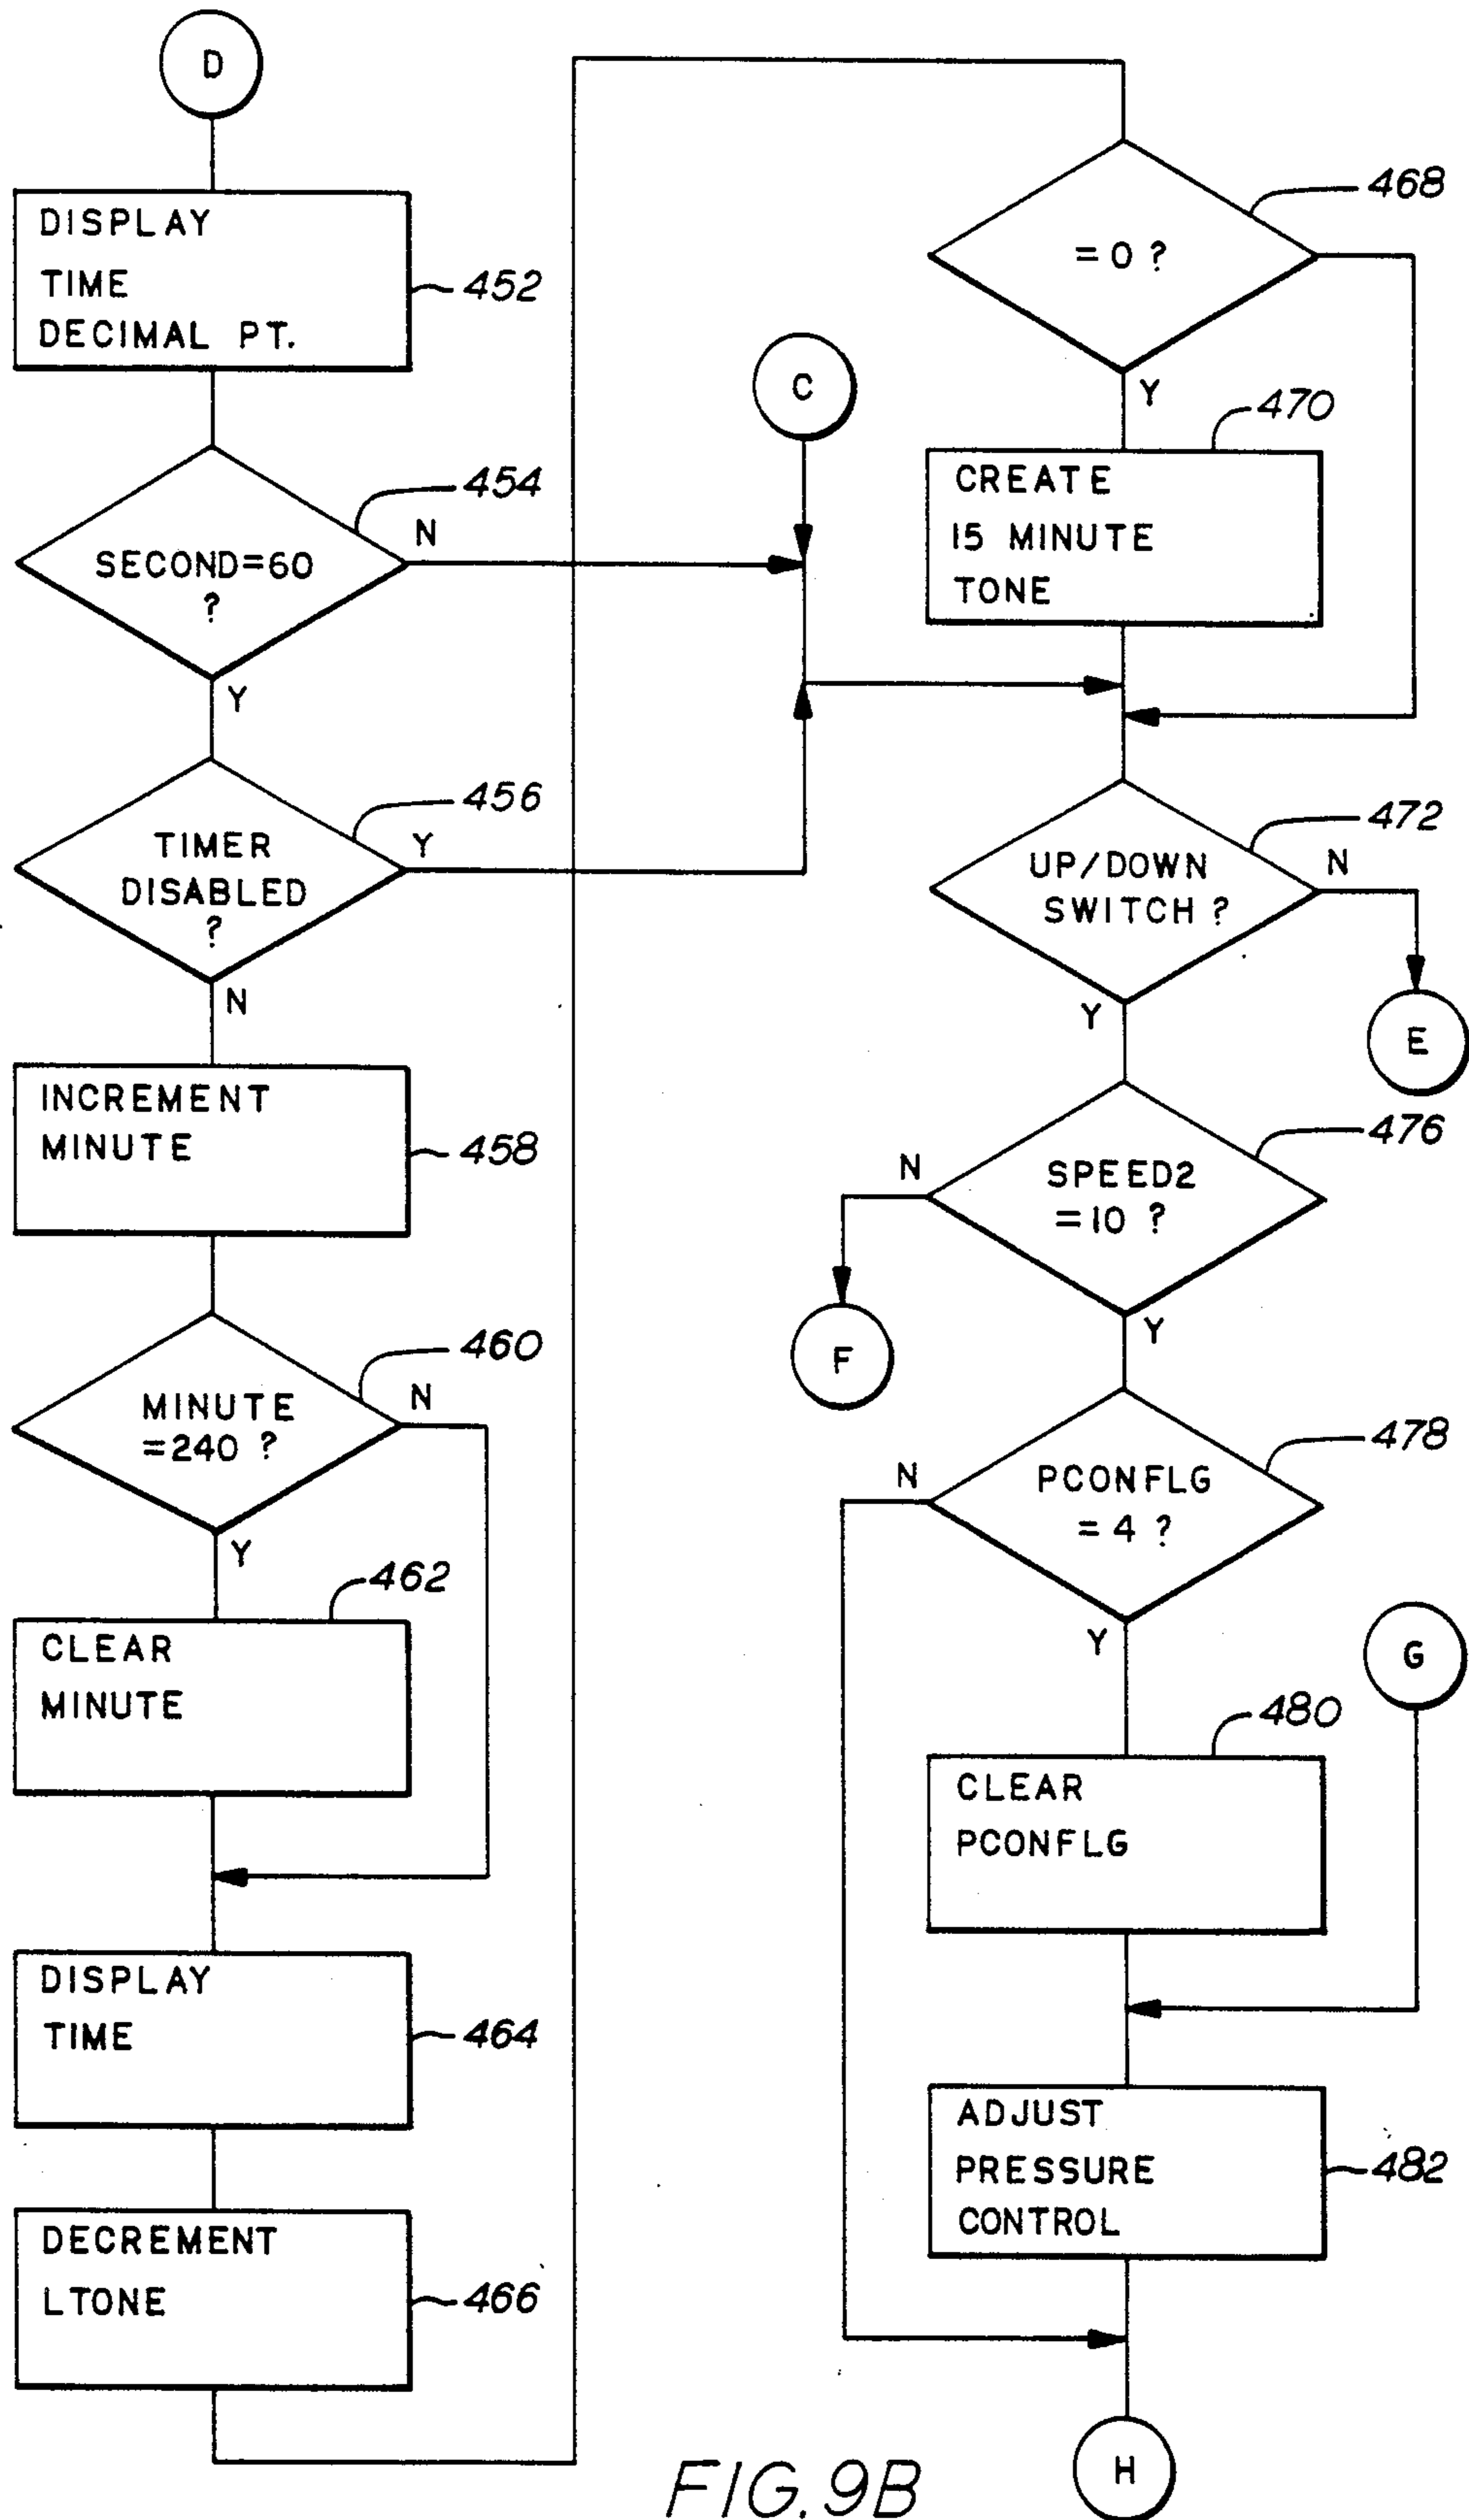 D
DISPLAY
TIME
DECIMAL PT.
452
SECOND=60
?
454
N
Y
TIMER
DISABLED
?
456
Y
N
INCREMENT
MINUTE
458
MINUTE
=240 ?
460
N
Y
462
CLEAR
MINUTE
DISPLAY
TIME
464
DECREMENT
LTONE
466
C
= 0 ?
468
Y
470
CREATE
15 MINUTE
TONE
UP/DOWN
SWITCH ?
472
N
Y
E
SPEED2
=10 ?
476
N
Y
F
PCONFLG
= 4 ?
478
N
Y
G
480
CLEAR
PCONFLG
ADJUST
PRESSURE
CONTROL
482
H
FIG.9B